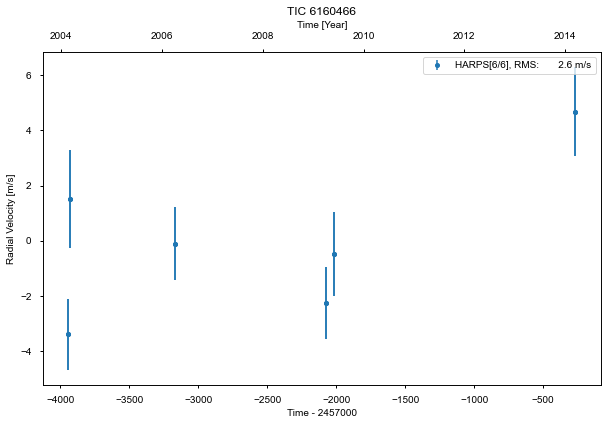 TIC 6160466
Time [Year]
2004 2006 2008 2010 2012 2014
HARPS[6/6], RMS: 2.6 m/s
Radial Velocity [m/s]
6
4
2
0
−2
−4
−4000 −3500 −3000 −2500 −2000 −1500 −1000 −500
Time - 2457000